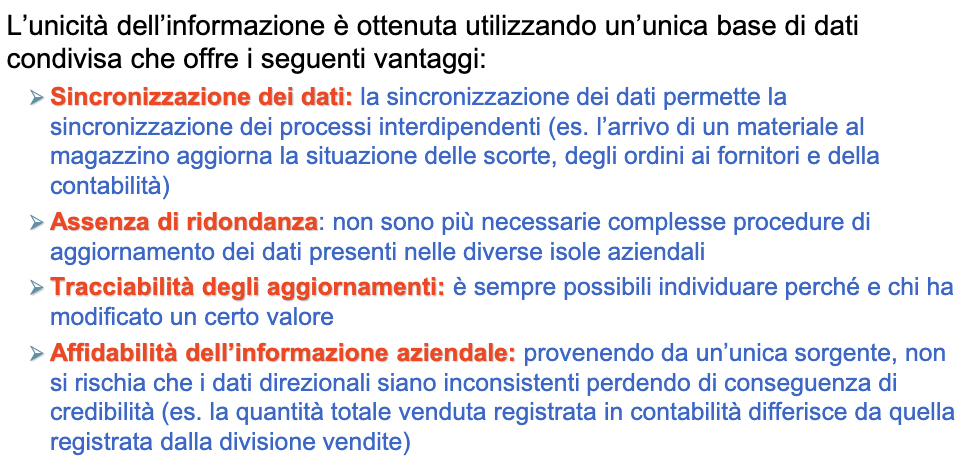 L’unicità dell’informazione è ottenuta utilizzando un’unica base di dati
condivisa che offre i seguenti vantaggi:
➢ Sincronizzazione dei dati: la sincronizzazione dei dati permette la
sincronizzazione dei processi interdipendenti (es. l’arrivo di un materiale al
magazzino aggiorna la situazione delle scorte, degli ordini ai fornitori e della
contabilità)
➢ Assenza di ridondanza: non sono più necessarie complesse procedure di
aggiornamento dei dati presenti nelle diverse isole aziendali
➢ Tracciabilità degli aggiornamenti: è sempre possibili individuare perché e chi ha
modificato un certo valore
➢ Affidabilità dell’informazione aziendale: provenendo da un’unica sorgente, non
si rischia che i dati direzionali siano inconsistenti perdendo di conseguenza di
credibilità (es. la quantità totale venduta registrata in contabilità differisce da quella
registrata dalla divisione vendite)